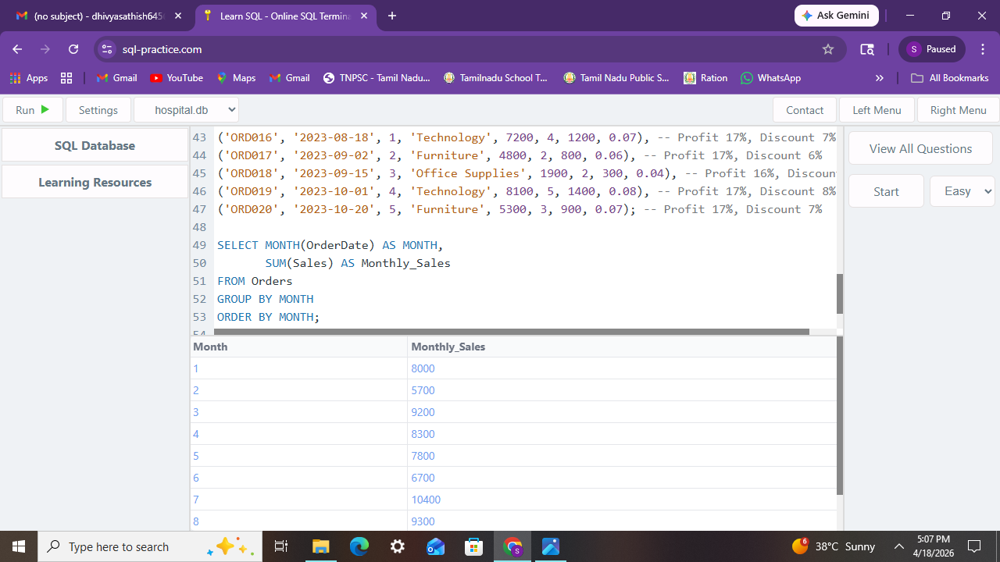 (no subject) - dhivyasathish645
Learn SQL - Online SQL Termina
Ask Gemini
sql-practice.com
S Paused
Apps
Gmail
YouTube
Maps
Gmail
TNPSC - Tamil Nadu...
Tamilnadu School T...
Tamil Nadu Public S...
Ration
WhatsApp
All Bookmarks
Run
Settings
hospital.db
Contact
Left Menu
Right Menu
SQL Database
Learning Resources
43 ('ORD016', '2023-08-18', 1, 'Technology', 7200, 4, 1200, 0.07), -- Profit 17%, Discount 7%
44 ('ORD017', '2023-09-02', 2, 'Furniture', 4800, 2, 800, 0.06), -- Profit 17%, Discount 6%
45 ('ORD018', '2023-09-15', 3, 'Office Supplies', 1900, 2, 300, 0.04), -- Profit 16%, Discoun
46 ('ORD019', '2023-10-01', 4, 'Technology', 8100, 5, 1400, 0.08), -- Profit 17%, Discount 8%
47 ('ORD020', '2023-10-20', 5, 'Furniture', 5300, 3, 900, 0.07); -- Profit 17%, Discount 7%
48
49 SELECT MONTH(OrderDate) AS MONTH,
50 SUM(Sales) AS Monthly_Sales
51 FROM Orders
52 GROUP BY MONTH
53 ORDER BY MONTH;
54
View All Questions
Start
Easy
Month Monthly_Sales
1 8000
2 5700
3 9200
4 8300
5 7800
6 6700
7 10400
8 9300
Type here to search
6
38°C Sunny
5:07 PM
4/18/2026